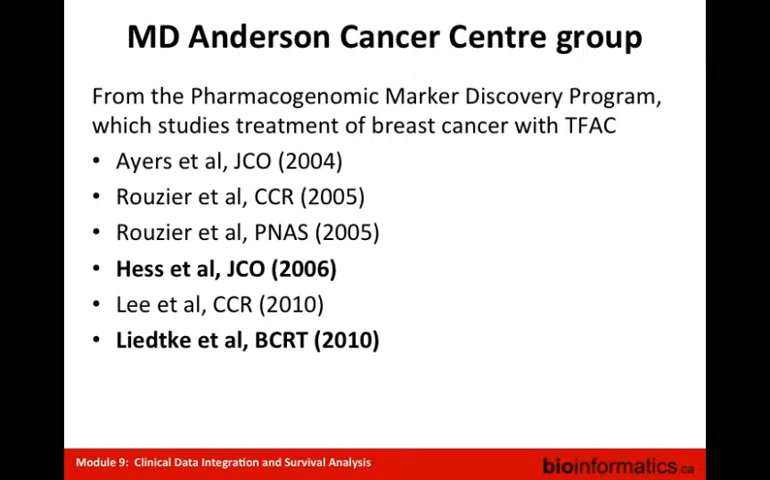 MD Anderson Cancer Centre group
From the Pharmacogenomic Marker Discovery Program,
which studies treatment of breast cancer with TFAC
• Ayers et al, JCO (2004)
• Rouzier et al, CCR (2005)
• Rouzier et al, PNAS (2005)
• Hess et al, JCO (2006)
• Lee et al, CCR (2010)
• Liedtke et al, BCRT (2010)
Module 9: Clinical Data Integration and Survival Analysis
bioinformatics.ca